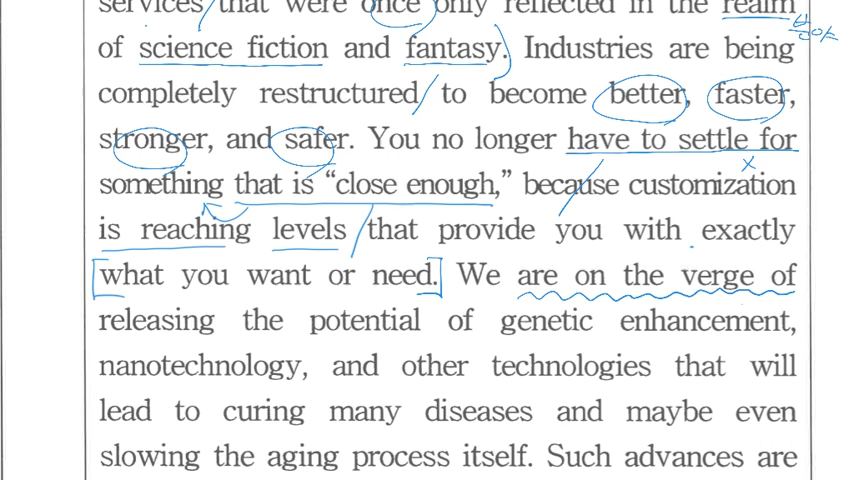 services that were once only reflected in the realm
of science fiction and fantasy. Industries are being
분야
completely restructured to become better, faster,
stronger, and safer. You no longer have to settle for
something that is “close enough,” because customization
is reaching levels that provide you with exactly
what you want or need. We are on the verge of
releasing the potential of genetic enhancement,
nanotechnology, and other technologies that will
lead to curing many diseases and maybe even
slowing the aging process itself. Such advances are